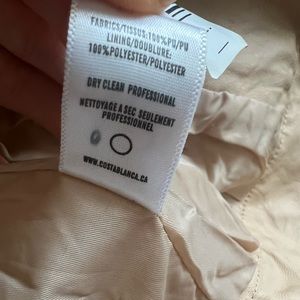 FABRICS/TISSUS:100%PU/PU
LINING/DOUBLURE:
100%POLYESTER/POLYESTER
DRY CLEAN PROFESSIONAL
NETTOYAGE A SEC SEULEMENT
PROFESSIONNEL
WWW.COSTABLANCA.CA